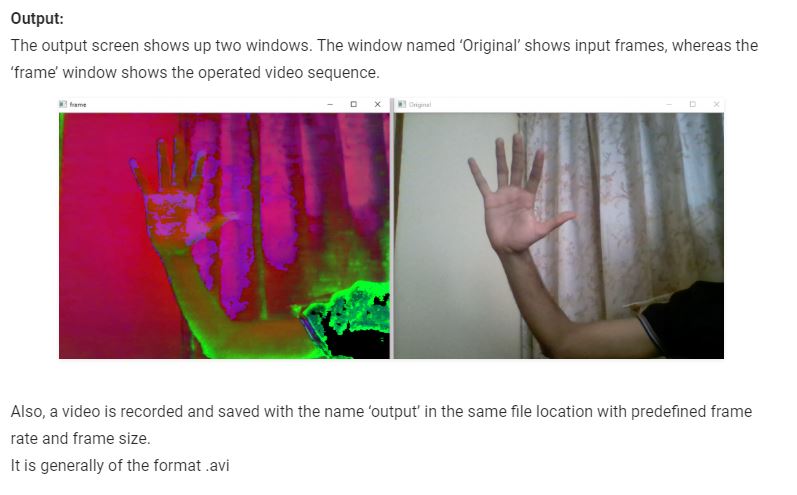 Output:
The output screen shows up two windows. The window named ‘Original’ shows input frames, whereas the
‘frame’ window shows the operated video sequence.
frame
Original
Also, a video is recorded and saved with the name ‘output’ in the same file location with predefined frame
rate and frame size.
It is generally of the format .avi